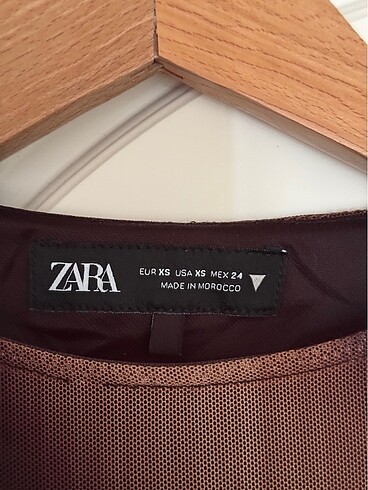 ZARA
EUR XS USA XS MEX 24
MADE IN MOROCCO